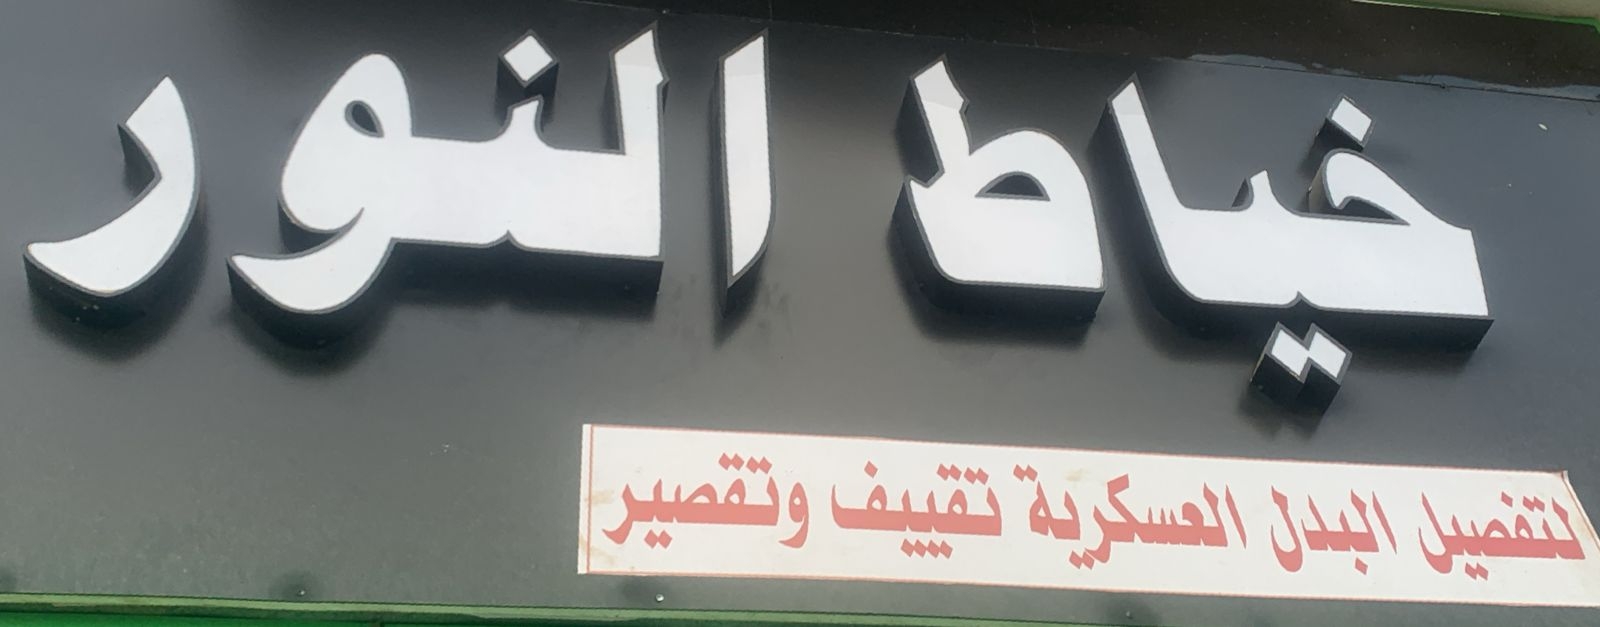 خياط النور
لتفصيل البدل العسكرية تقييف وتقصير